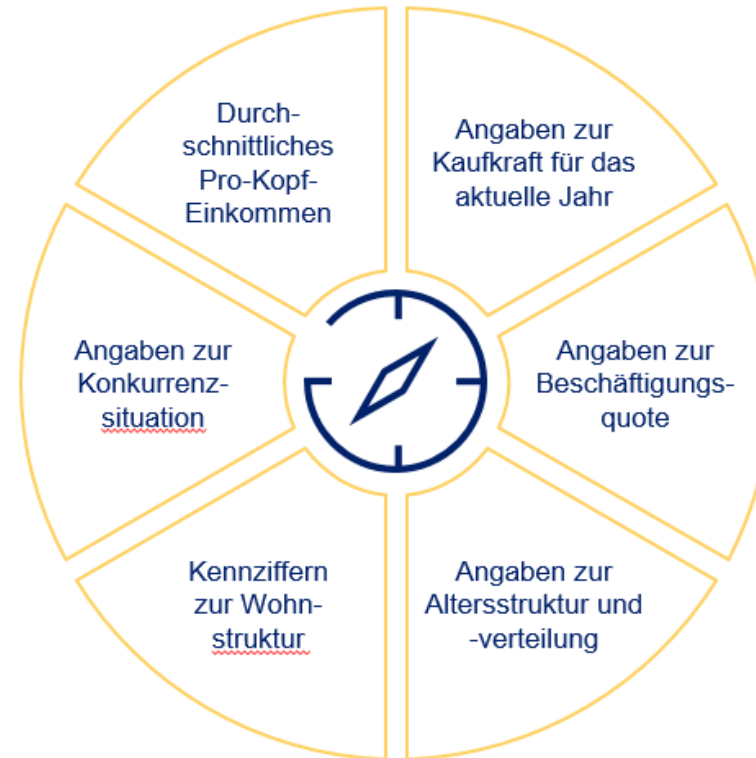 Durch-
schnittliches
Pro-Kopf-
Einkommen
Angaben zur
Kaufkraft für das
aktuelle Jahr
Angaben zur
Konkurrenz-
situation
Angaben zur
Beschäftigungs-
quote
Kennziffern
zur Wohn-
struktur
Angaben zur
Altersstruktur und
-verteilung